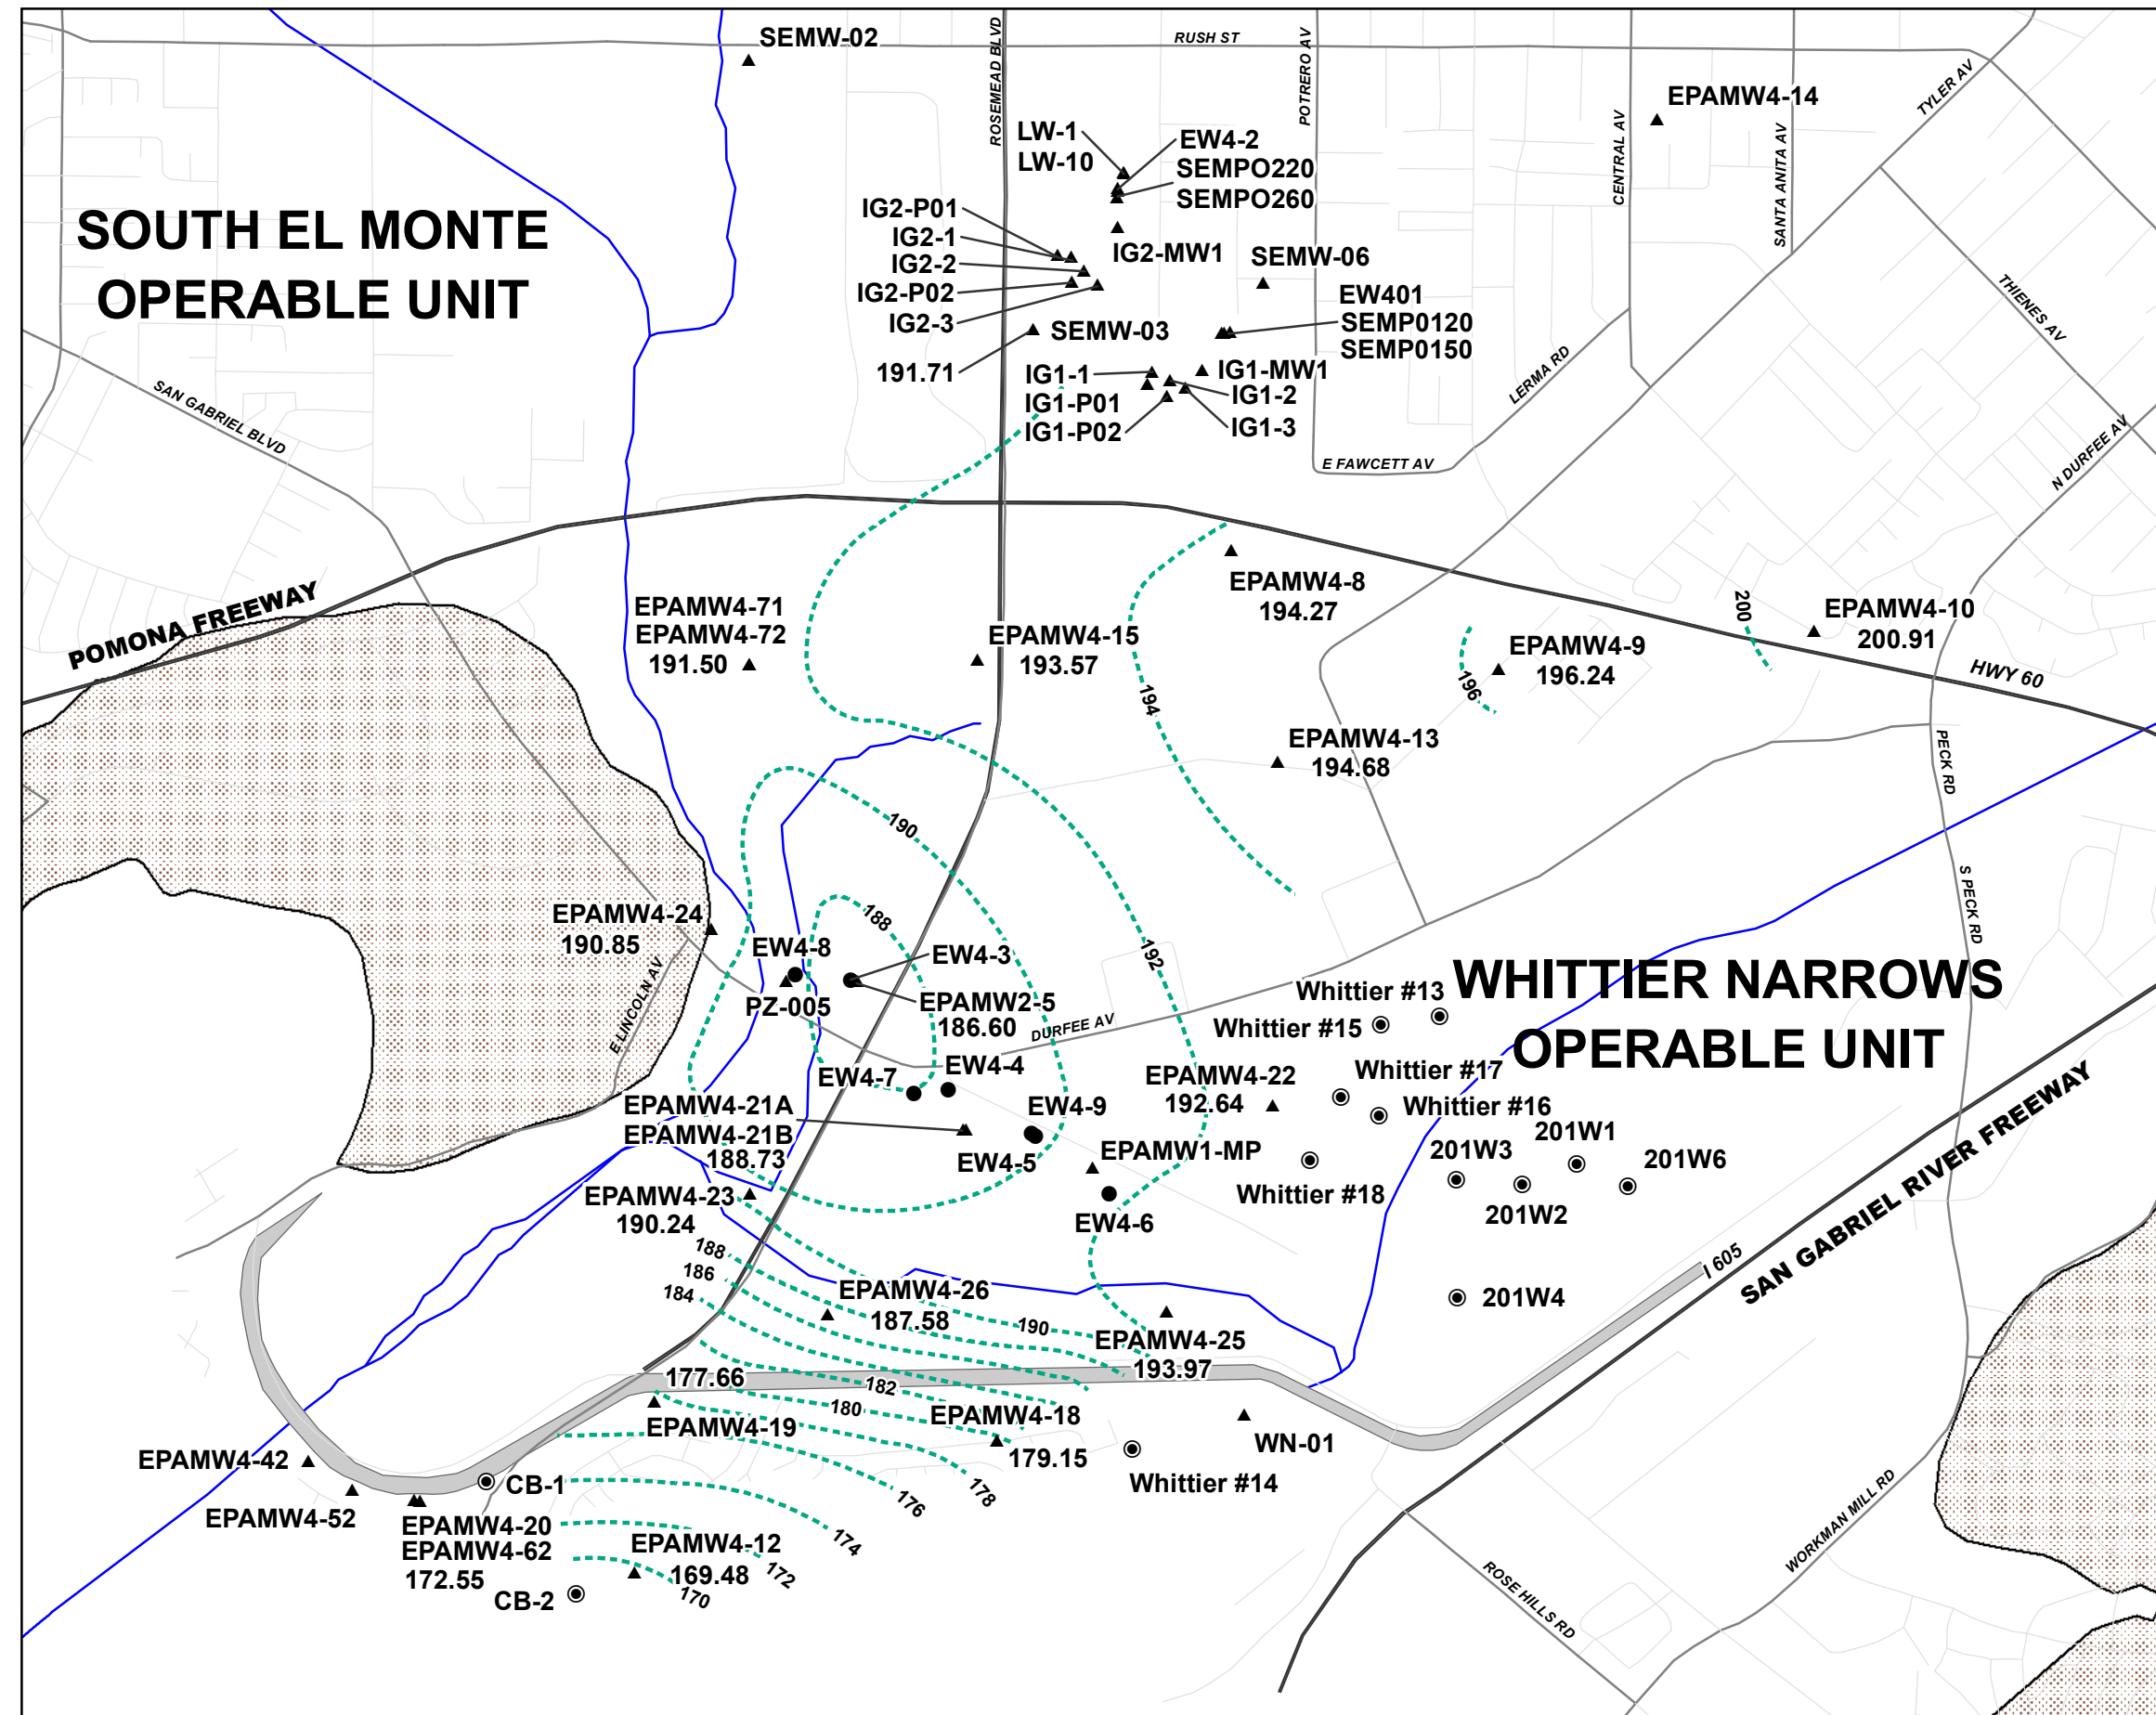 SEMW-02
ROSEMEAD BLVD
RUSH ST
POTRERO AV
TYLER AV
EPAMW4-14
CENTRAL AV
SANTA ANITA AV
LW-1
LW-10
EW4-2
SEMPO220
SEMPO260
SOUTH EL MONTE
OPERABLE UNIT
IG2-P01
IG2-1
IG2-2
IG2-P02
IG2-3
IG2-MW1
SEMW-06
EW401
SEMP0120
SEMP0150
THIENES AV
SEMW-03
191.71
IG1-1
IG1-P01
IG1-P02
IG1-MW1
IG1-2
IG1-3
LERMA RD
SAN GABRIEL BLVD
E FAWCETT AV
N DURFEE AV
POMONA FREEWAY
EPAMW4-71
EPAMW4-72
191.50
EPAMW4-15
193.57
EPAMW4-8
194.27
EPAMW4-9
196.24
200
EPAMW4-10
200.91
HWY 60
196
194
EPAMW4-13
194.68
PECK RD
190
S PECK RD
188
192
EPAMW4-24
190.85
EW4-8
PZ-005
EW4-3
EPAMW2-5
186.60
E LINCOLN AV
DURFEE AV
WHITTIER NARROWS
OPERABLE UNIT
Whittier #13
Whittier #15
Whittier #17
Whittier #16
EW4-7
EW4-4
EPAMW4-22
192.64
EPAMW4-21A
EPAMW4-21B
188.73
EW4-9
EW4-5
EPAMW1-MP
EW4-6
Whittier #18
201W3
201W1
201W6
201W2
201W4
EPAMW4-23
190.24
188
186
184
EPAMW4-26
187.58
190
EPAMW4-25
193.97
I 605
SAN GABRIEL RIVER FREEWAY
177.66
EPAMW4-19
182
180
EPAMW4-18
179.15
WN-01
Whittier #14
EPAMW4-42
EPAMW4-52
CB-1
178
176
174
172
170
EPAMW4-20
EPAMW4-62
172.55
EPAMW4-12
169.48
CB-2
WORKMAN MILL RD
ROSE HILLS RD